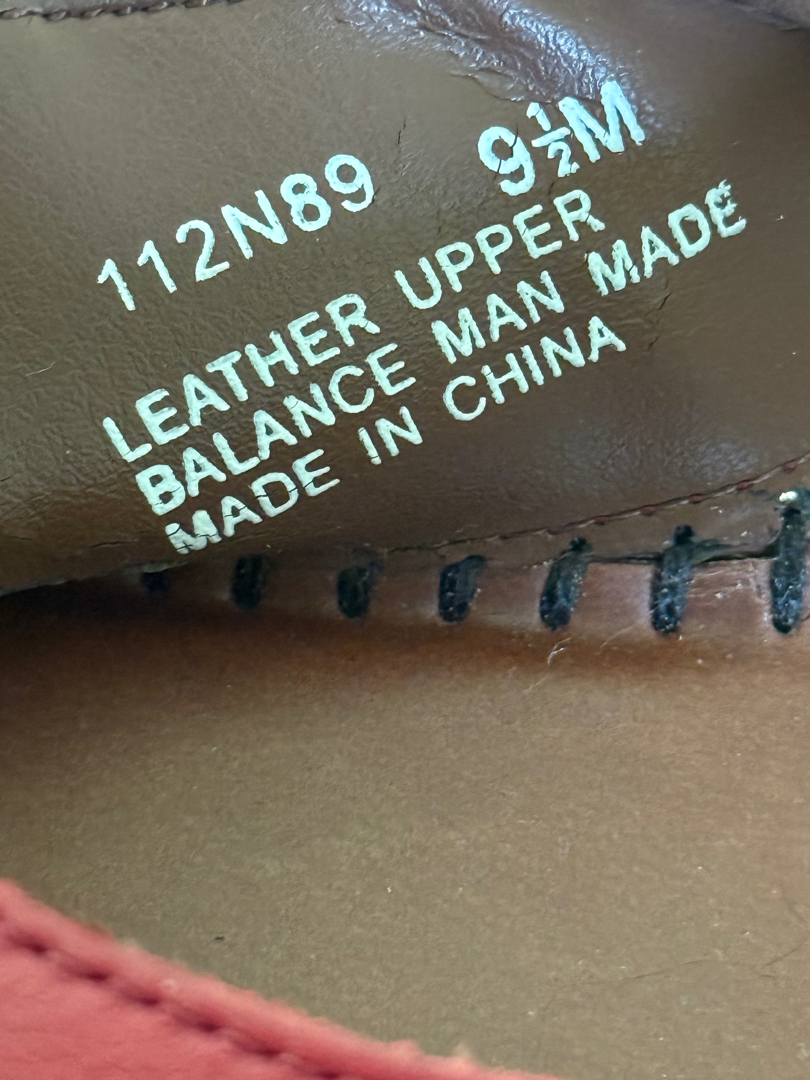 112N89 9½M
LEATHER UPPER
BALANCE MAN MADE
MADE IN CHINA